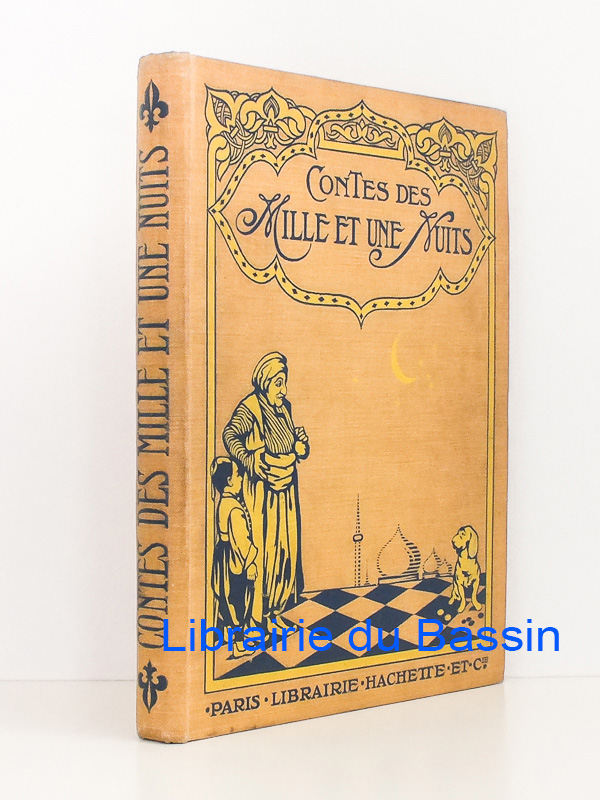 CONTES DES MILLE ET UNE NUITS
CONTES DES
MILLE ET UNE NUITS
Librairie du Bassin
·PARIS·LIBRAIRIE·HACHETTE·ET·Cie·